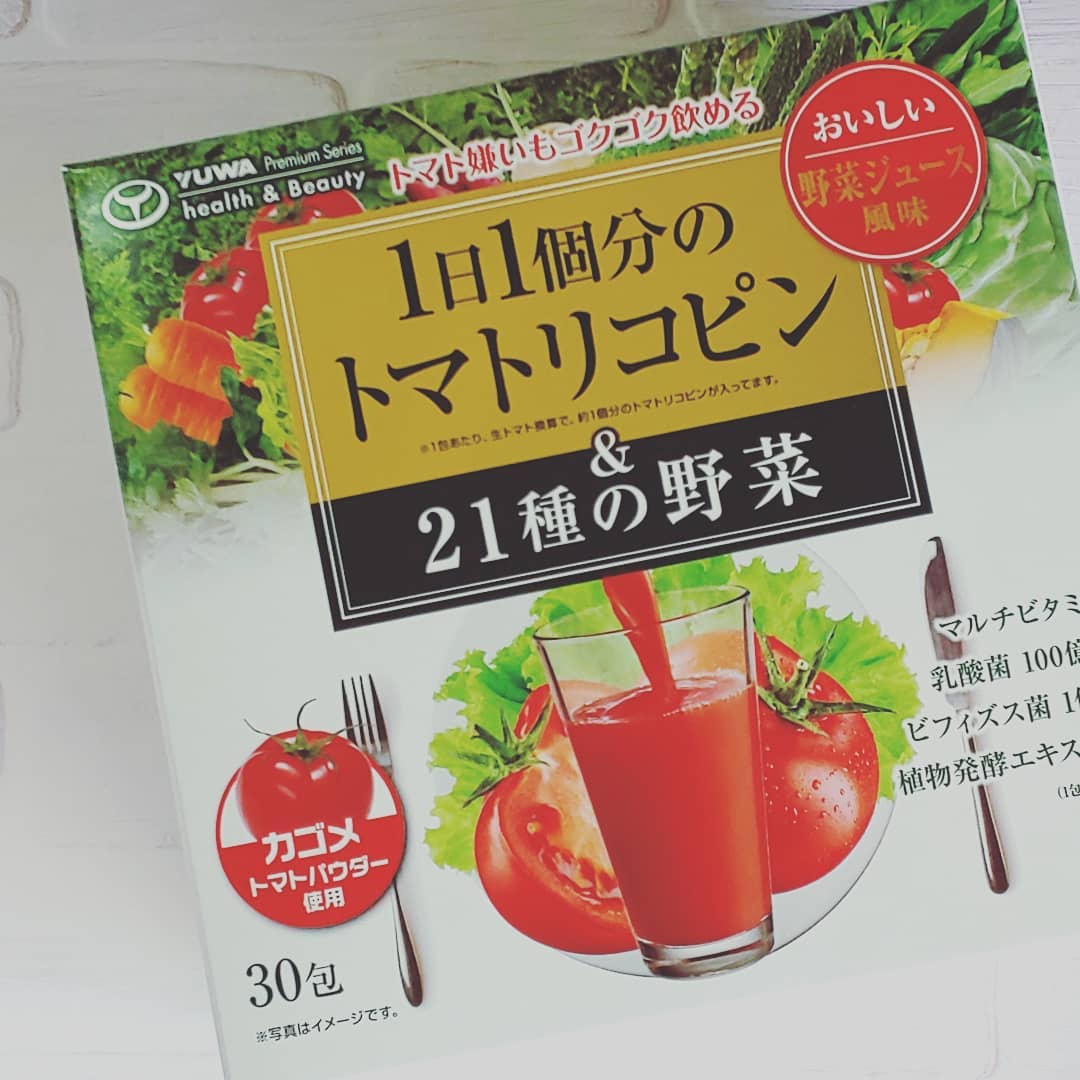 YUWA Premium Series
health & Beauty
トマト嫌いもゴクゴク飲める
おいしい
野菜ジュース
風味
1日1個分の
トマトリコピン
※1包あたり、生トマト換算で、約1個分のトマトリコピンが入ってます。
&
21種の野菜
マルチビタミ
乳酸菌 100億
ビフィズス菌 1
植物発酵エキス
(1包
カゴメ
トマトパウダー
使用
30包
※写真はイメージです。